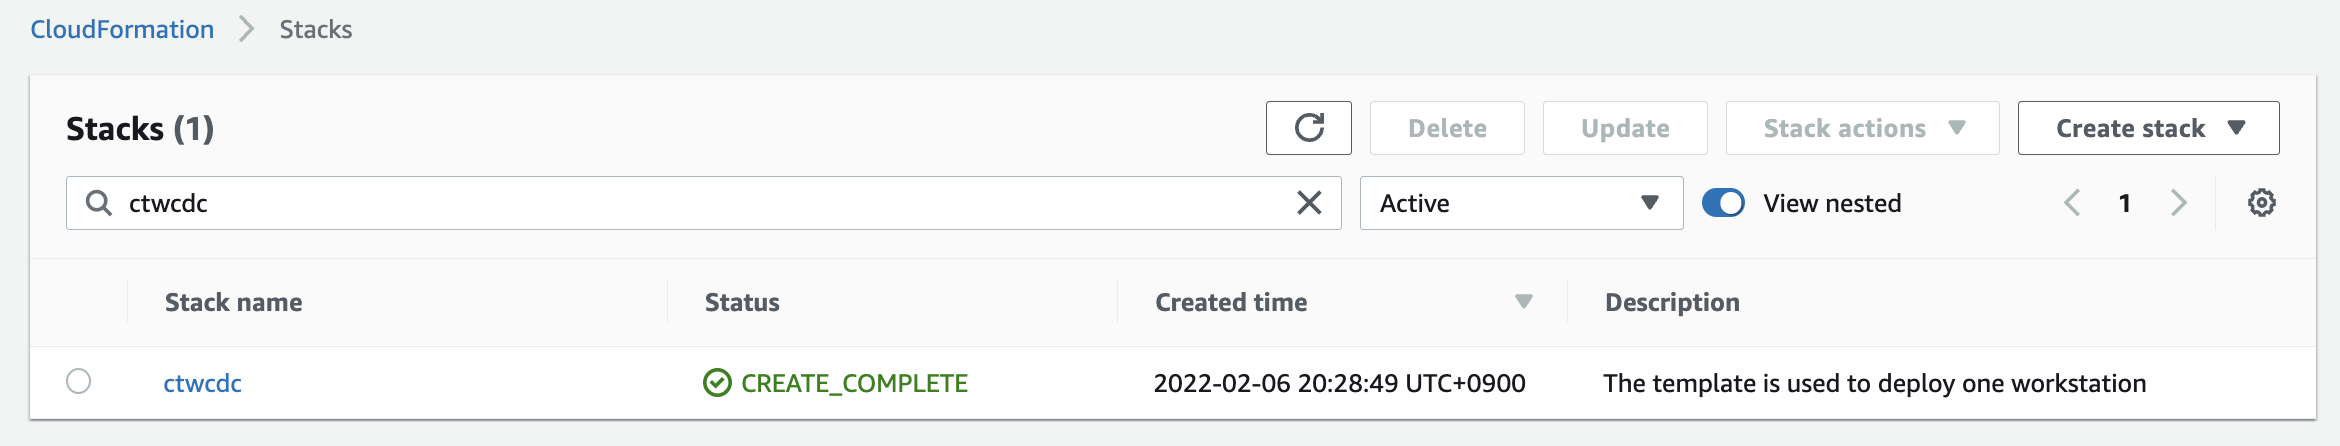 CloudFormation Stacks
Stacks (1) Delete Update Stack actions Create stack
ctwcdc Active View nested 1
Stack name Status Created time Description
ctwcdc CREATE_COMPLETE 2022-02-06 20:28:49 UTC+0900 The template is used to deploy one workstation